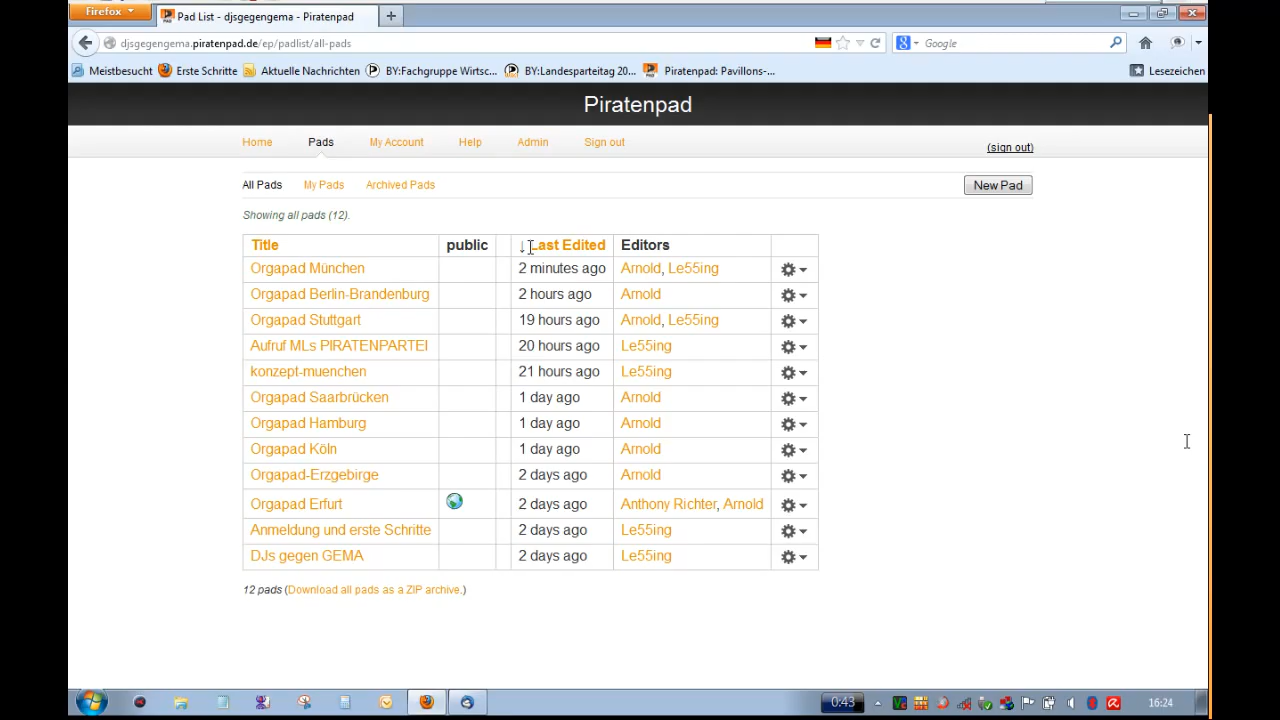 Firefox
Pad List - djsgegengema - Piratenpad
djsgegengema.piratenpad.de/ep/padlist/all-pads
Google
Meistbesucht Erste Schritte Aktuelle Nachrichten BY:Fachgruppe Wirtsc... BY:Landesparteitag 20... Piratenpad: Pavillons-... Lesezeichen
Piratenpad
Home Pads My Account Help Admin Sign out (sign out)
All Pads My Pads Archived Pads New Pad
Showing all pads (12).
Title public ↓ Last Edited Editors
Orgapad München 2 minutes ago Arnold, Le55ing
Orgapad Berlin-Brandenburg 2 hours ago Arnold
Orgapad Stuttgart 19 hours ago Arnold, Le55ing
Aufruf MLs PIRATENPARTEI 20 hours ago Le55ing
konzept-muenchen 21 hours ago Le55ing
Orgapad Saarbrücken 1 day ago Arnold
Orgapad Hamburg 1 day ago Arnold
Orgapad Köln 1 day ago Arnold
Orgapad-Erzgebirge 2 days ago Arnold
Orgapad Erfurt 2 days ago Anthony Richter, Arnold
Anmeldung und erste Schritte 2 days ago Le55ing
DJs gegen GEMA 2 days ago Le55ing
12 pads (Download all pads as a ZIP archive.)
0:43 16:24